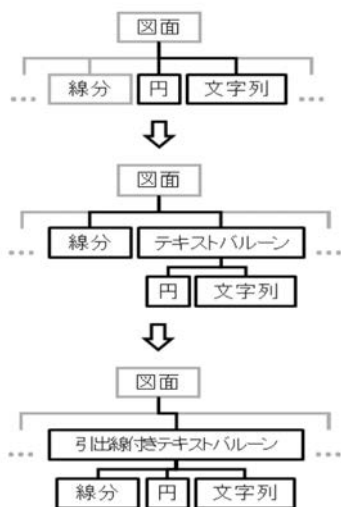 図面
線分 円 文字列
図面
線分 テキストバルーン
円 文字列
図面
引出線付きテキストバルーン
線分 円 文字列